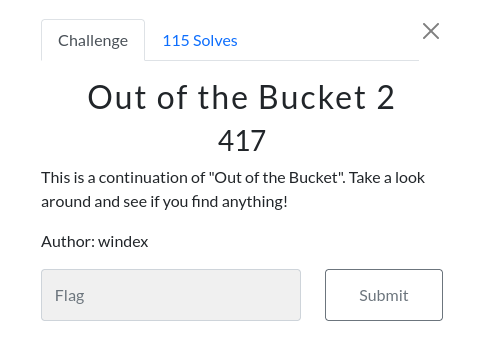 Challenge
115 Solves
Out of the Bucket 2
417
This is a continuation of "Out of the Bucket". Take a look
around and see if you find anything!
Author: windex
Flag
Submit